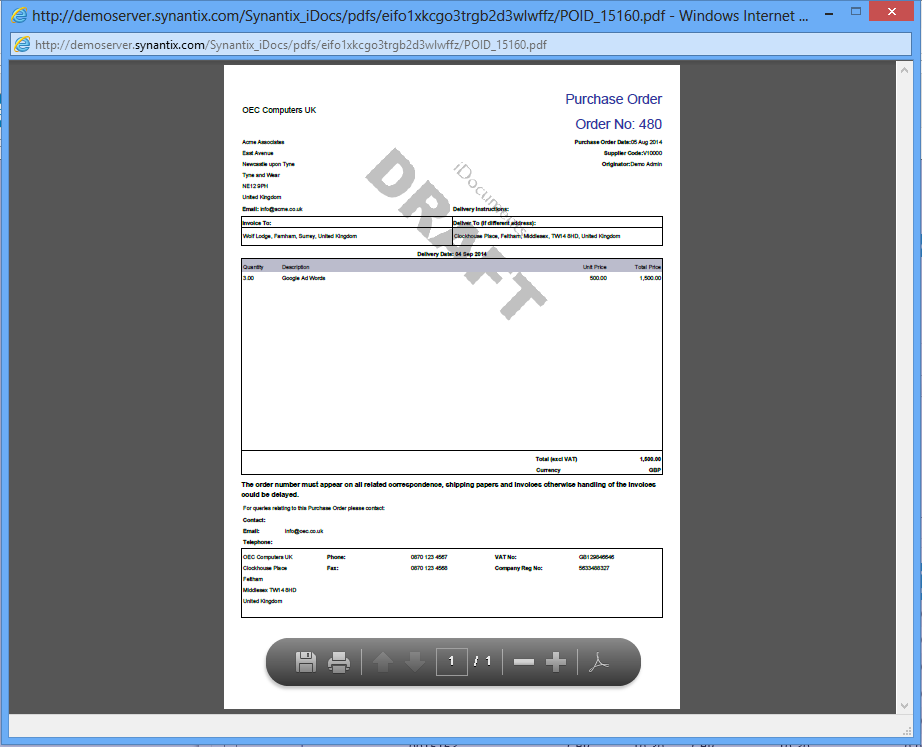 http://demoserver.synantix.com/Synantix_iDocs/pdfs/eifo1xkcgo3trgb2d3wlwffz/POID_15160.pdf - Windows Internet ...
http://demoserver.synantix.com/Synantix_iDocs/pdfs/eifo1xkcgo3trgb2d3wlwffz/POID_15160.pdf
OEC Computers UK
Purchase Order
Order No: 480
Acme Associates
Purchase Order Date:05 Aug 2014
East Avenue
Supplier Code:V10000
Newcastle upon Tyne
Originator:Demo Admin
Tyne and Wear
NE12 9PH
United Kingdom
Email: info@acme.co.uk
Delivery Instructions:
iDocuments
DRAFT
Invoice To:
Deliver To (if different address):
Wolf Lodge, Farnham, Surrey, United Kingdom
Clockhouse Place, Feltham, Middlesex, TW14 8HD, United Kingdom
Delivery Date: 04 Sep 2014
Quantity Description Unit Price Total Price
3.00 Google Ad Words 500.00 1,500.00
Total (excl VAT) 1,500.00
Currency GBP
The order number must appear on all related correspondence, shipping papers and invoices otherwise handling of the invoices
could be delayed.
For queries relating to this Purchase Order please contact:
Contact:
Email: info@oec.co.uk
Telephone:
OEC Computers UK Phone: 0870 123 4567 VAT No: GB129846646
Clockhouse Place Fax: 0870 123 4568 Company Reg No: 5633488327
Feltham
Middlesex TW14 8HD
United Kingdom
1 / 1